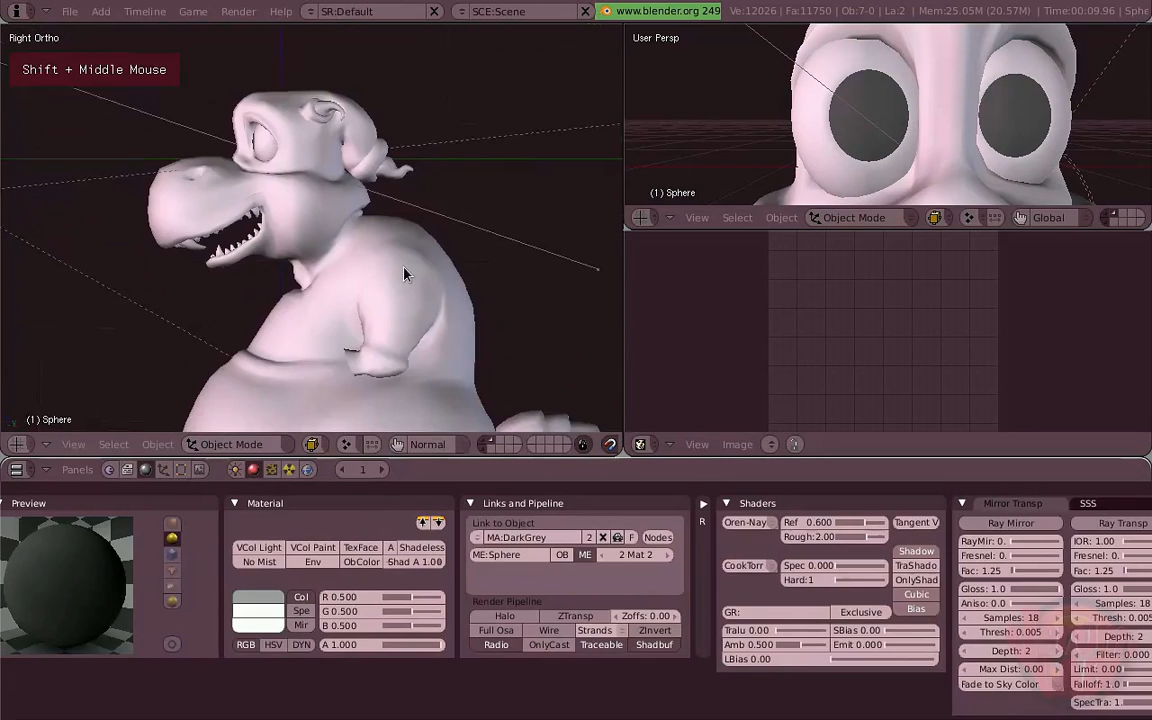 File Add Timeline Game Render Help SR:Default SCE:Scene www.blender.org 249 Ve:12026 | Fa:11750 | Ob:7-0 | La:2 | Mem:25.05M (20.57M) | Time:00:09.96 | Sphe
Right Ortho
User Persp
Shift + Middle Mouse
(1) Sphere
View Select Object Object Mode Global
(1) Sphere
View Select Object Object Mode Normal
View Image
Panels 1
Preview
Material
Links and Pipeline
Shaders
Mirror Transp
SSS
Link to Object
MA:DarkGrey 2 F Nodes
ME:Sphere OB ME 2 Mat 2
VCol Light VCol Paint TexFace A Shadeless
No Mist Env ObColor Shad A 1.00
Col R 0.500
Spe G 0.500
Mir B 0.500
RGB HSV DYN A 1.000
Render Pipeline
Halo ZTransp Zoffs: 0.00
Full Osa Wire Strands ZInvert
Radio OnlyCast Traceable Shadbuf
R
Oren-Nay Ref 0.600 Tangent V
Rough:2.00
Shadow
CookTorr Spec 0.000 TraShado
Hard:1 OnlyShad
Cubic
GR: Exclusive Bias
Tralu 0.00 SBias 0.00
Amb 0.500 Emit 0.000
LBias 0.00
Ray Mirror Ray Transp
RayMir: 0. IOR: 1.00
Fresnel: 0. Fresnel: 0.
Fac: 1.25 Fac: 1.25
Gloss: 1.0 Gloss: 1.0
Aniso: 0.0 Samples: 18
Samples: 18 Thresh: 0.005
Thresh: 0.005 Depth: 2
Depth: 2 Filter: 0.000
Max Dist: 0.00 Limit: 0.00
Fade to Sky Color Falloff: 1.0
SpecTra: 1.